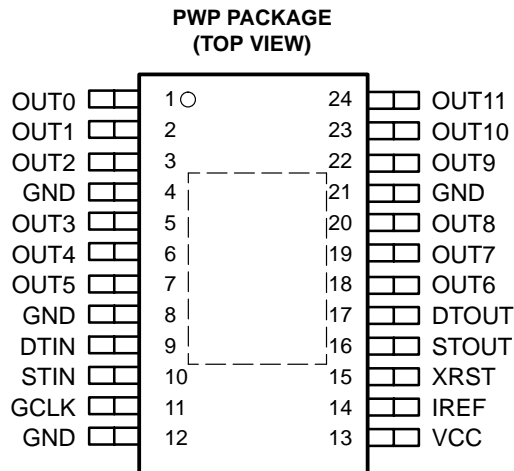 PWP PACKAGE
(TOP VIEW)
OUT0 1 24 OUT11
OUT1 2 23 OUT10
OUT2 3 22 OUT9
GND 4 21 GND
OUT3 5 20 OUT8
OUT4 6 19 OUT7
OUT5 7 18 OUT6
GND 8 17 DTOUT
DTIN 9 16 STOUT
STIN 10 15 XRST
GCLK 11 14 IREF
GND 12 13 VCC